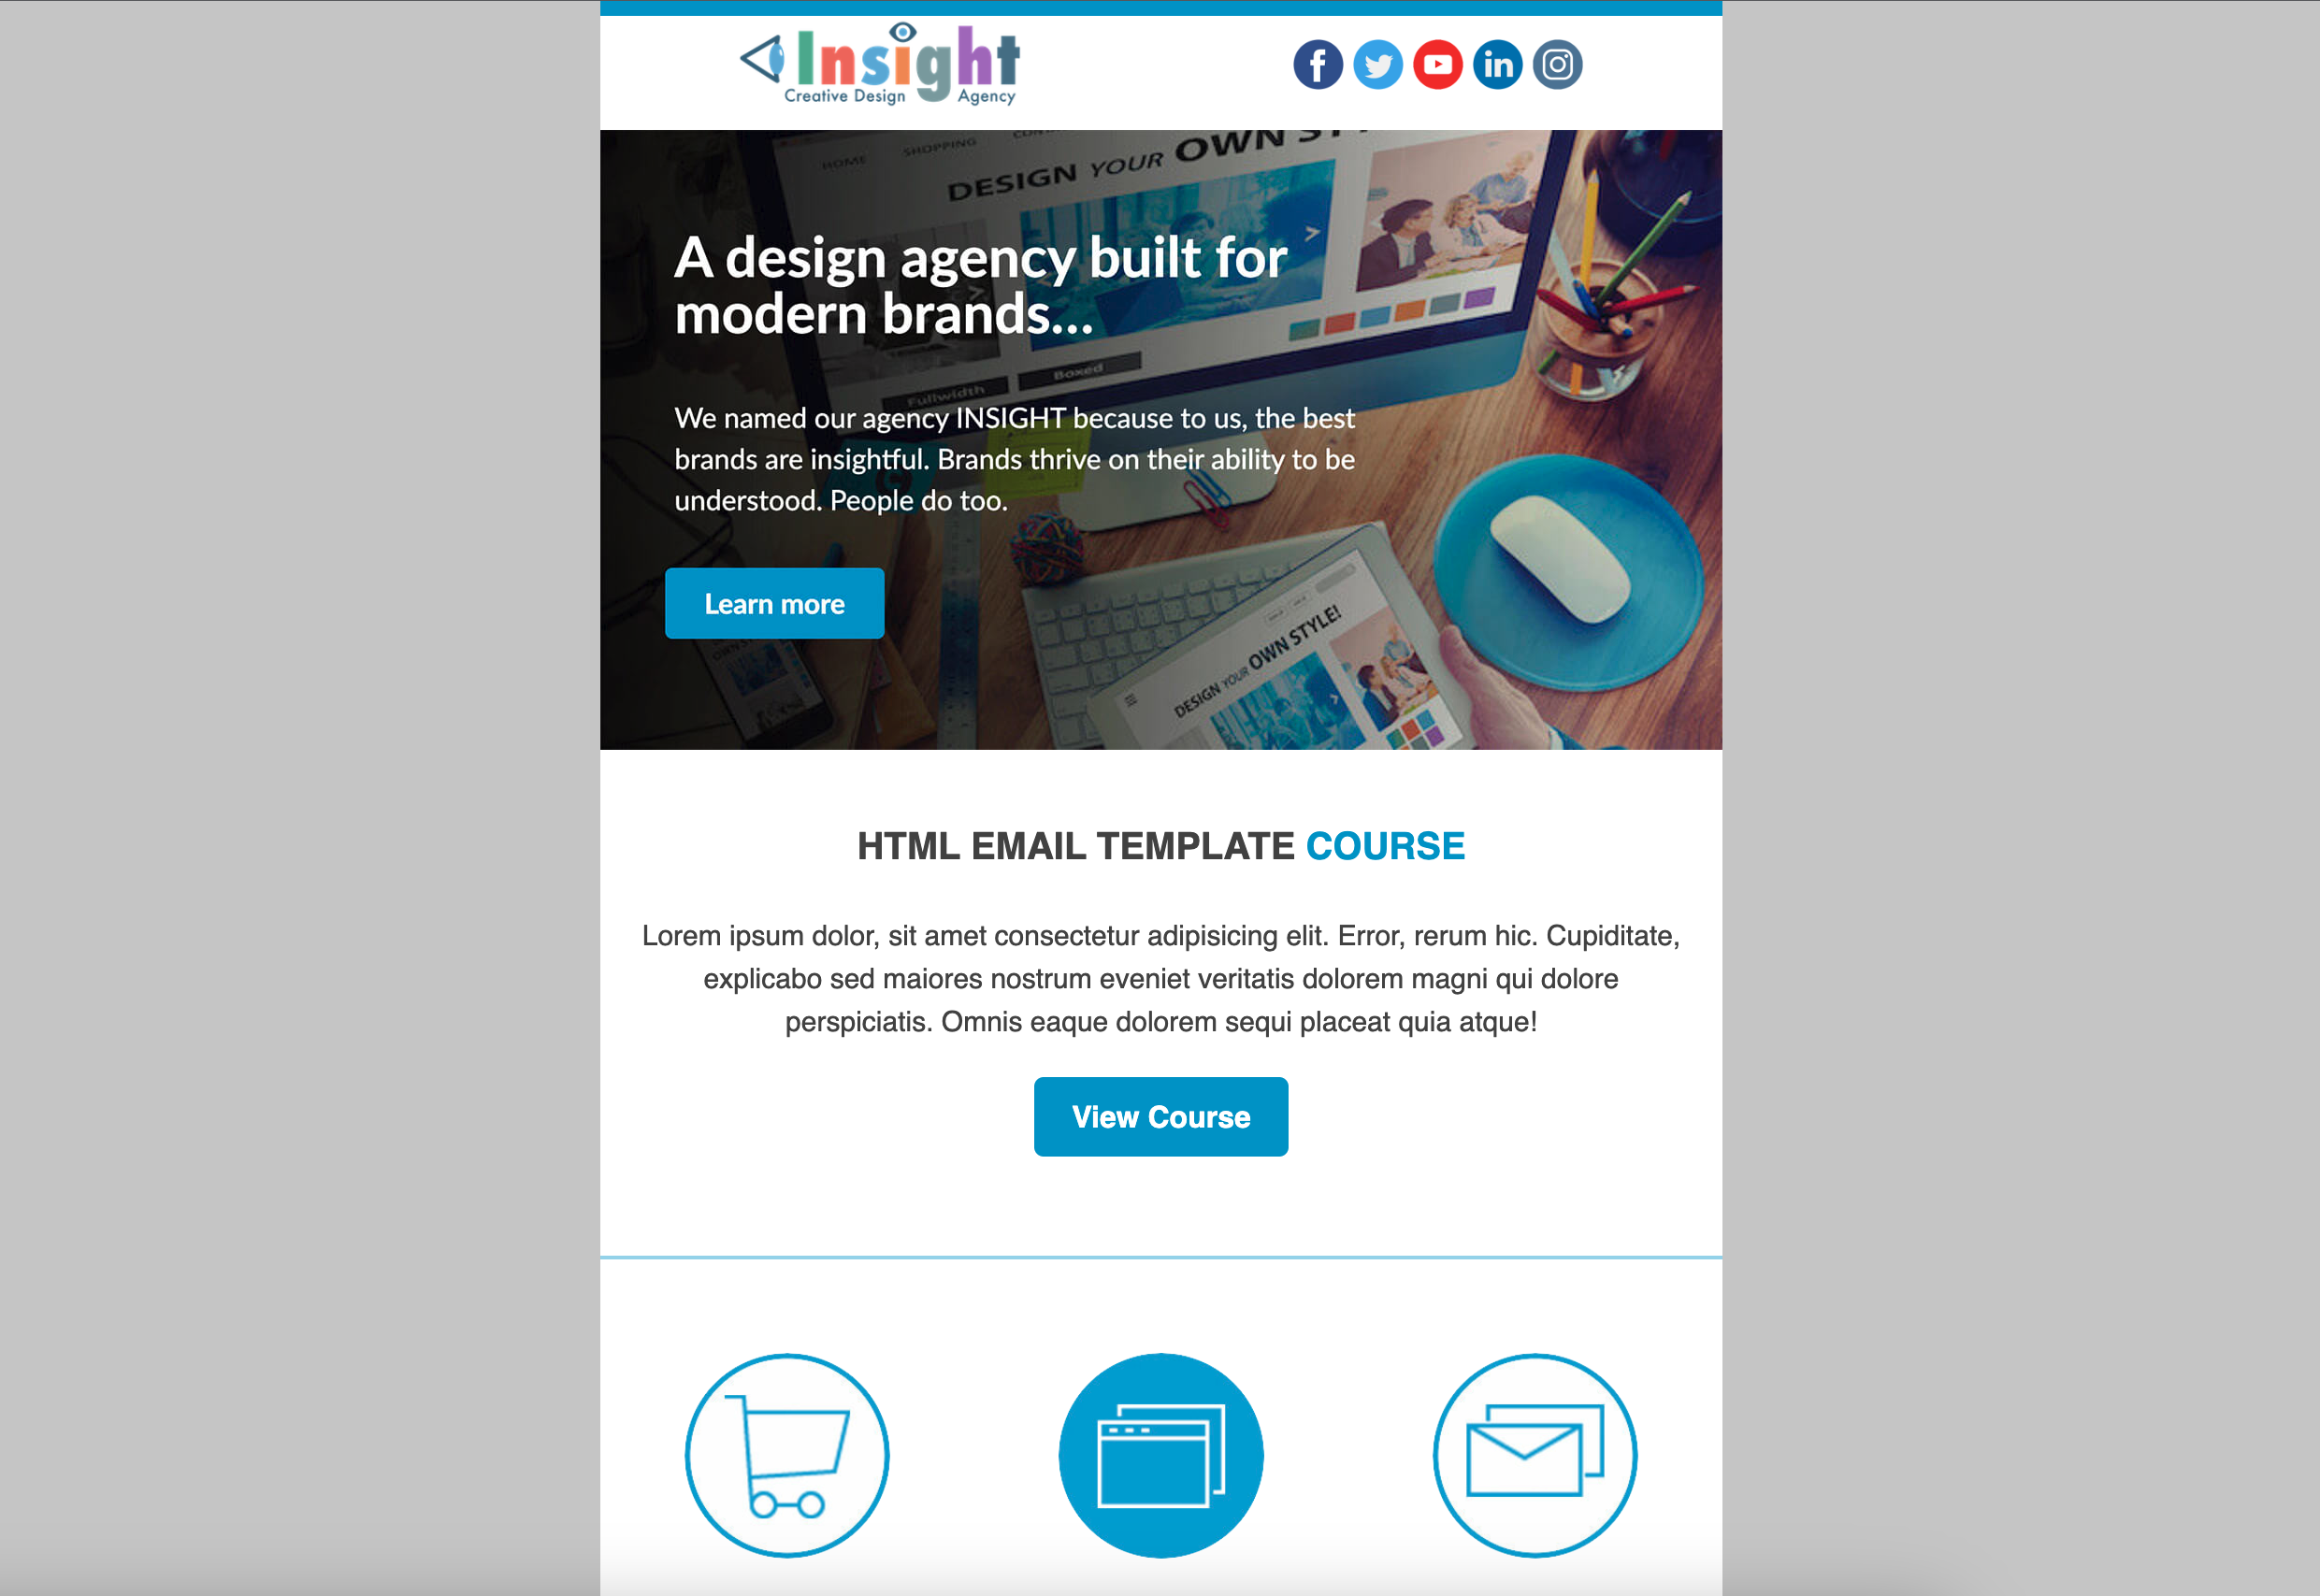 Insight
Creative Design Agency
HOME SHOPPING
DESIGN YOUR OWN
A design agency built for
modern brands...
Fullwidth Boxed
We named our agency INSIGHT because to us, the best
brands are insightful. Brands thrive on their ability to be
understood. People do too.
Learn more
DESIGN YOUR OWN STYLE!
HTML EMAIL TEMPLATE COURSE
Lorem ipsum dolor, sit amet consectetur adipisicing elit. Error, rerum hic. Cupiditate,
explicabo sed maiores nostrum eveniet veritatis dolorem magni qui dolore
perspiciatis. Omnis eaque dolorem sequi placeat quia atque!
View Course